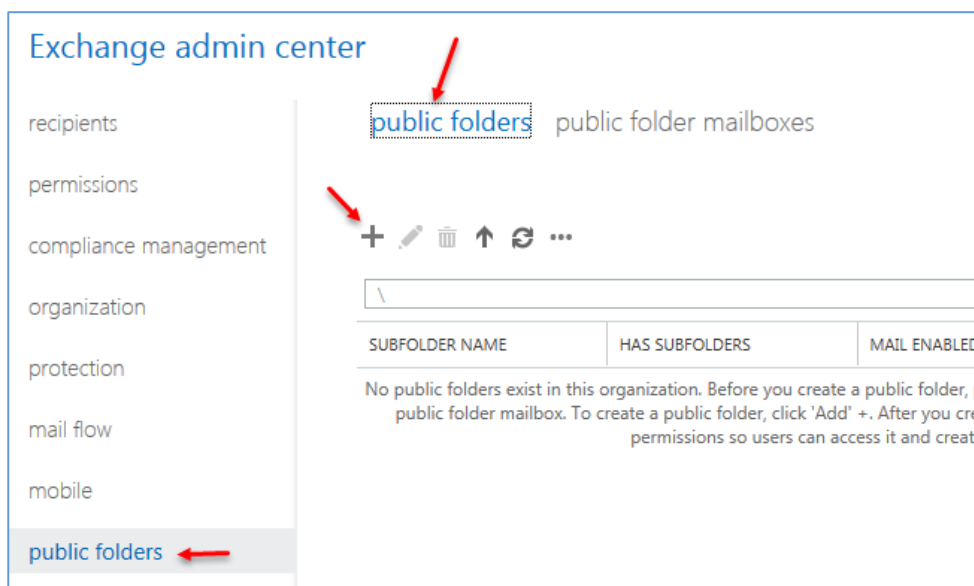 Exchange admin center
recipients
permissions
compliance management
organization
protection
mail flow
mobile
public folders
public folders public folder mailboxes
\
SUBFOLDER NAME HAS SUBFOLDERS MAIL ENABLED
No public folders exist in this organization. Before you create a public folder,
public folder mailbox. To create a public folder, click 'Add' +. After you cre
permissions so users can access it and creat